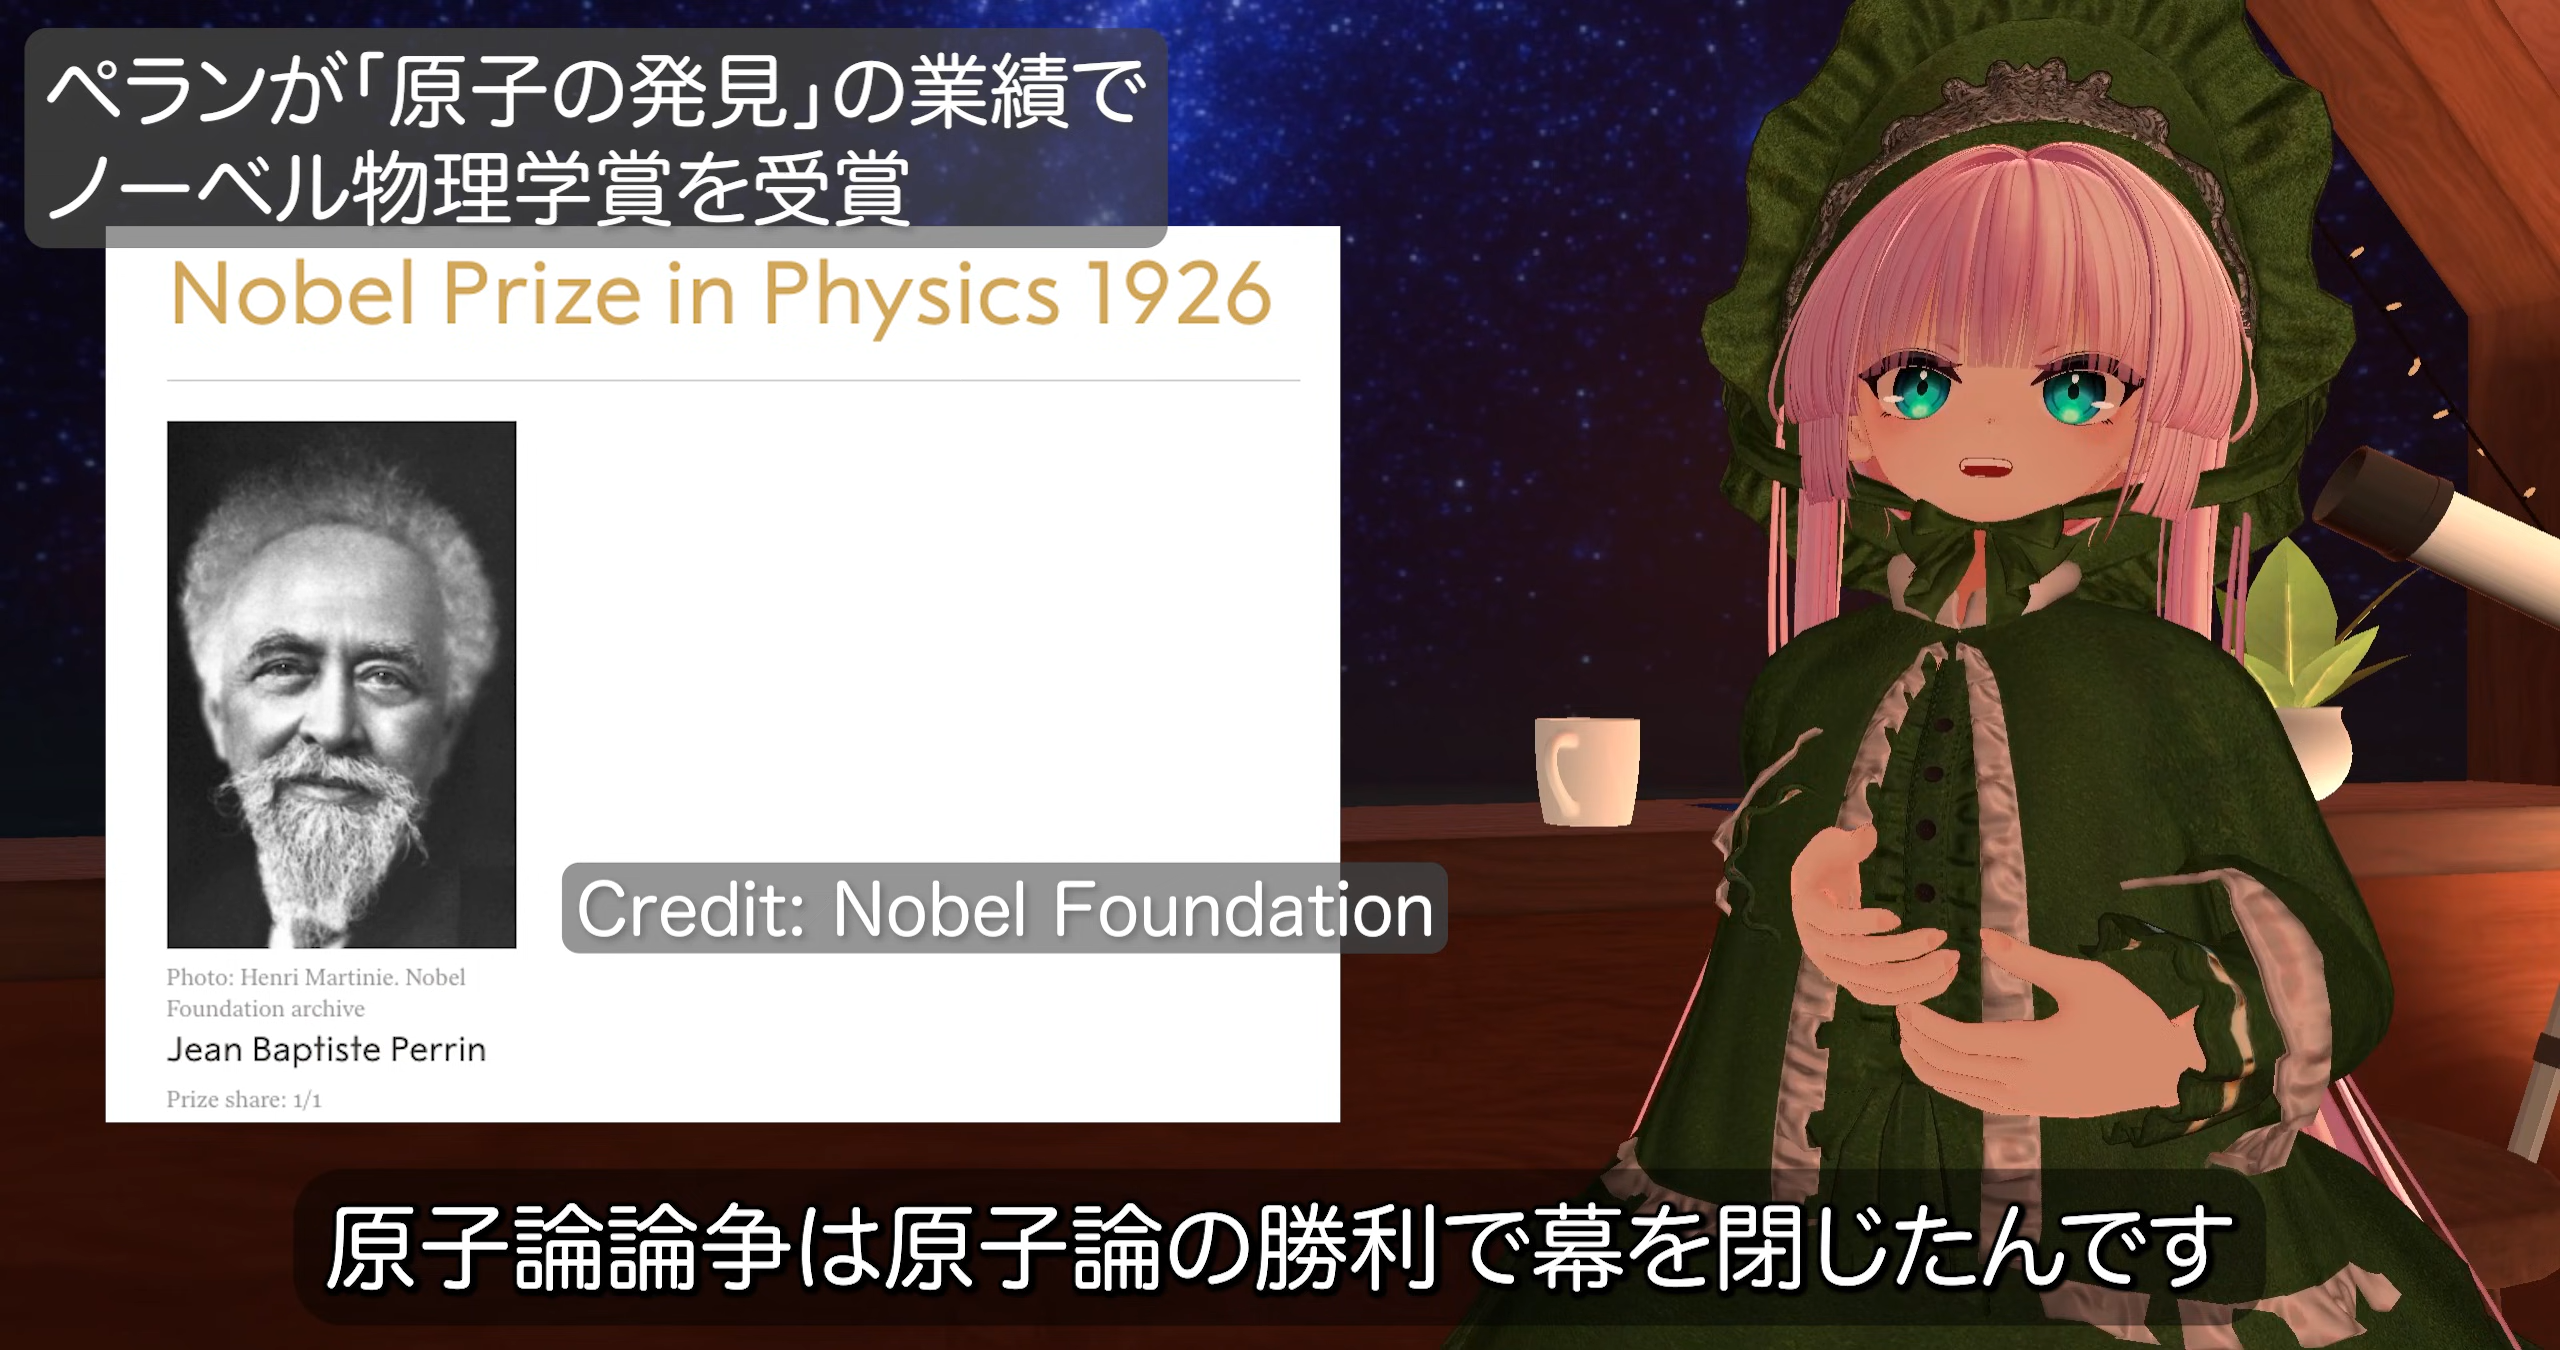 ペランが「原子の発見」の業績で
ノーベル物理学賞を受賞
Nobel Prize in Physics 1926
Credit: Nobel Foundation
Photo: Henri Martinie. Nobel
Foundation archive
Jean Baptiste Perrin
Prize share: 1/1
原子論論争は原子論の勝利で幕を閉じたんです